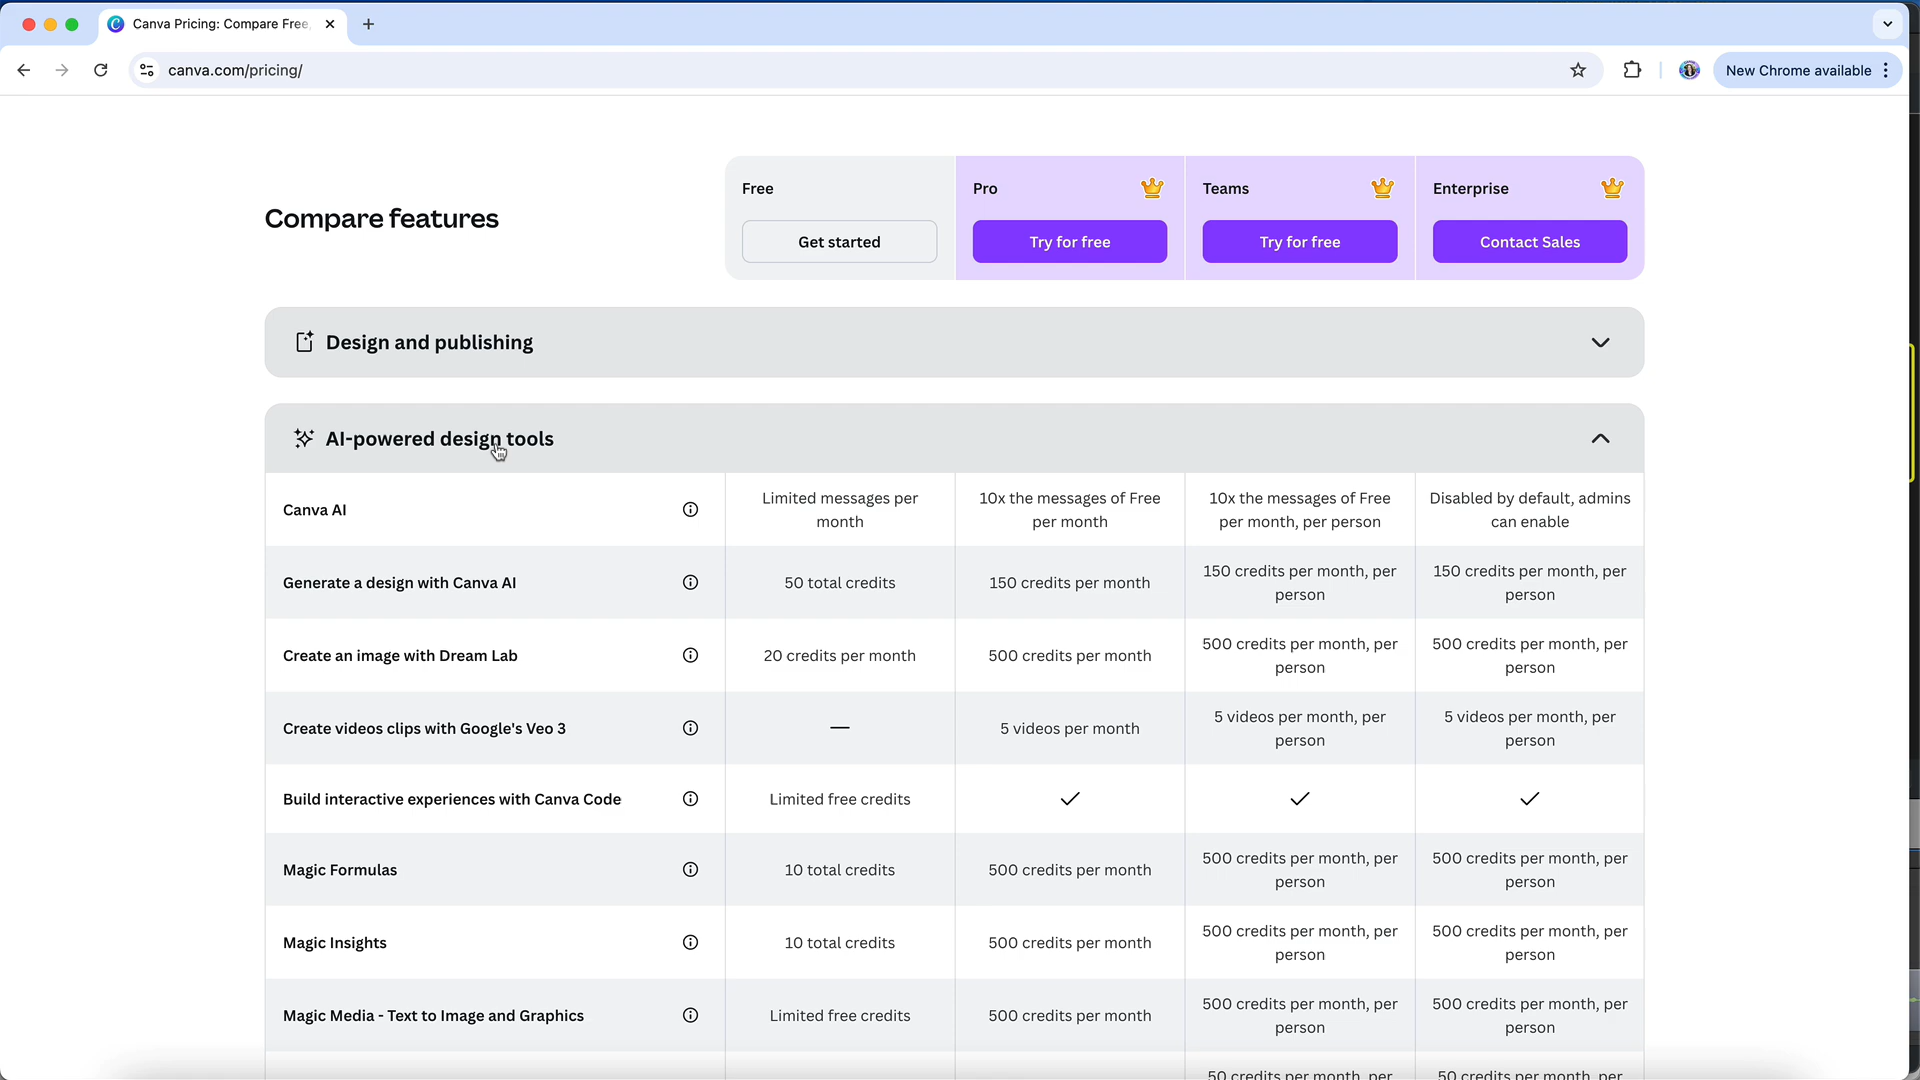 Canva Pricing: Compare Free,
canva.com/pricing/
New Chrome available
Compare features
Free
Pro
Teams
Enterprise
Get started
Try for free
Try for free
Contact Sales
Design and publishing
AI-powered design tools
Canva AI
Limited messages per
month
10x the messages of Free
per month
10x the messages of Free
per month, per person
Disabled by default, admins
can enable
Generate a design with Canva AI
50 total credits
150 credits per month
150 credits per month, per
person
150 credits per month, per
person
Create an image with Dream Lab
20 credits per month
500 credits per month
500 credits per month, per
person
500 credits per month, per
person
Create videos clips with Google's Veo 3
—
5 videos per month
5 videos per month, per
person
5 videos per month, per
person
Build interactive experiences with Canva Code
Limited free credits
Magic Formulas
10 total credits
500 credits per month
500 credits per month, per
person
500 credits per month, per
person
Magic Insights
10 total credits
500 credits per month
500 credits per month, per
person
500 credits per month, per
person
Magic Media - Text to Image and Graphics
Limited free credits
500 credits per month
500 credits per month, per
person
500 credits per month, per
person
50 credits per month, per
50 credits per month, per